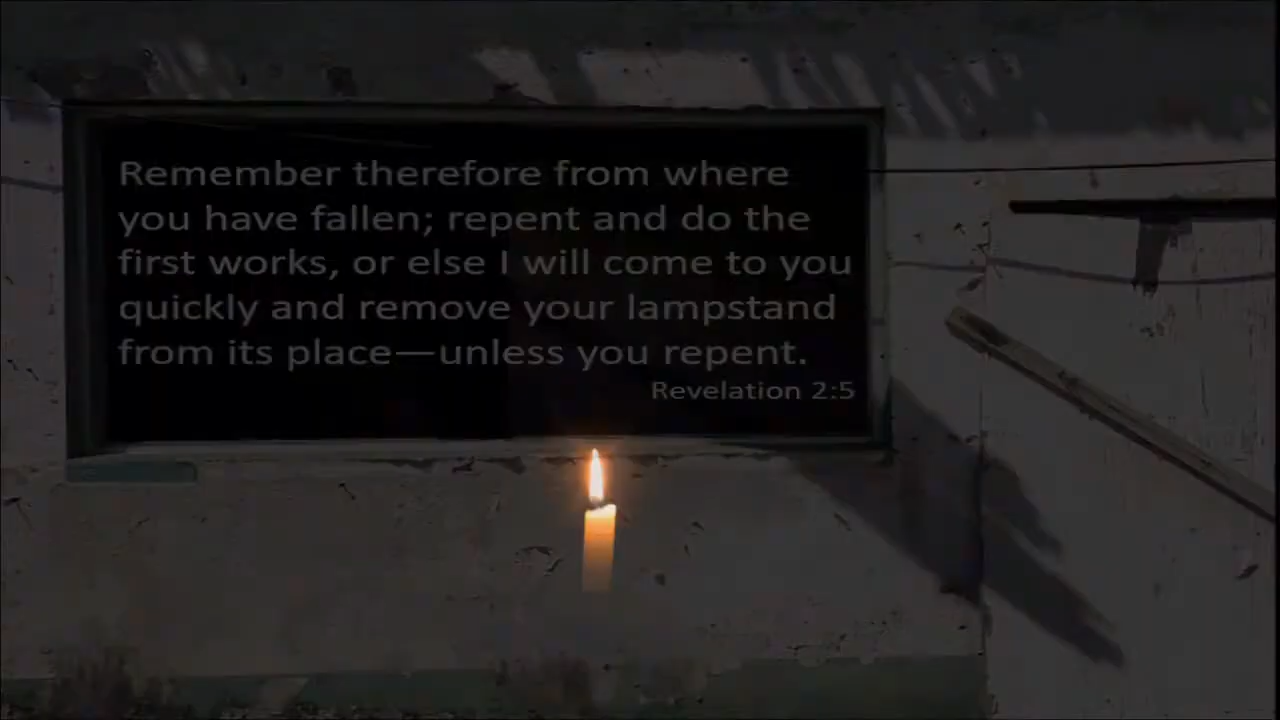 Remember therefore from where
you have fallen; repent and do the
first works, or else I will come to you
quickly and remove your lampstand
from its place—unless you repent.
Revelation 2:5